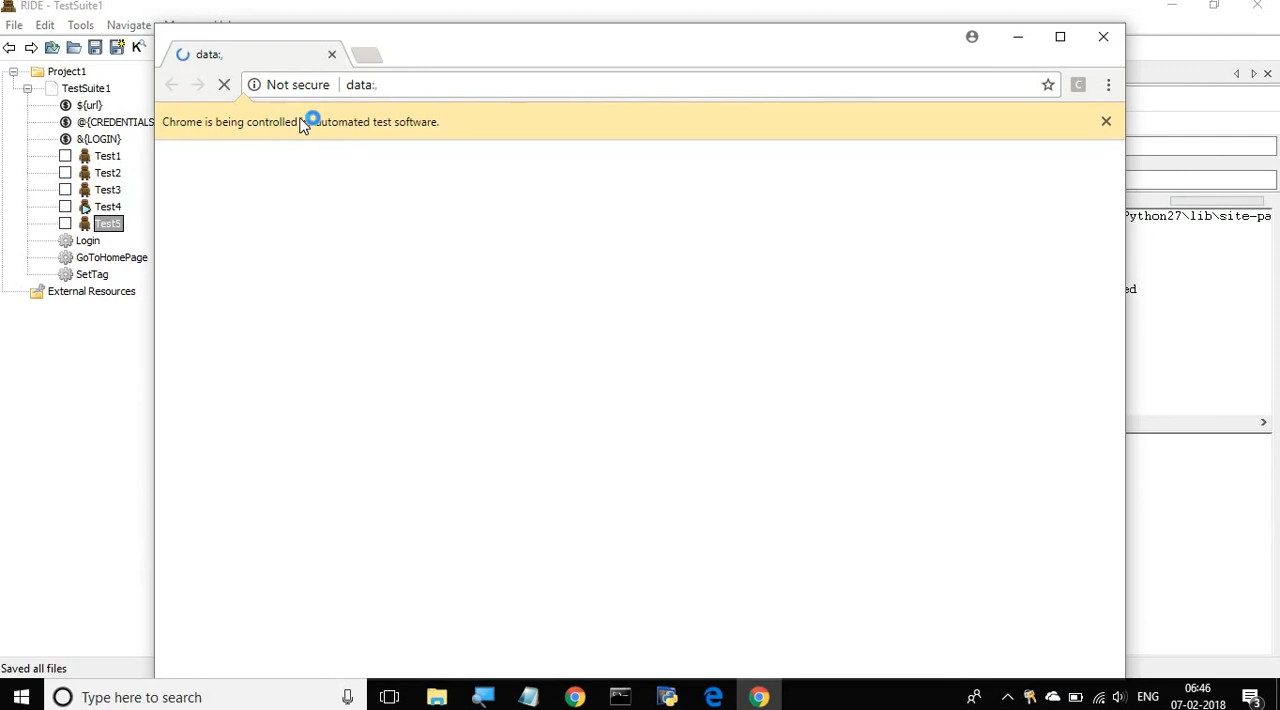 RIDE - TestSuite1
File Edit Tools Navigate
data:,
Not secure data:,
C
Chrome is being controlled automated test software.
Project1
TestSuite1
${url}
@{CREDENTIALS
&{LOGIN}
Test1
Test2
Test3
Test4
Test5
Login
GoToHomePage
SetTag
External Resources
Python27\lib\site-pa
ed
Saved all files
Type here to search
ENG
06:46
07-02-2018
3